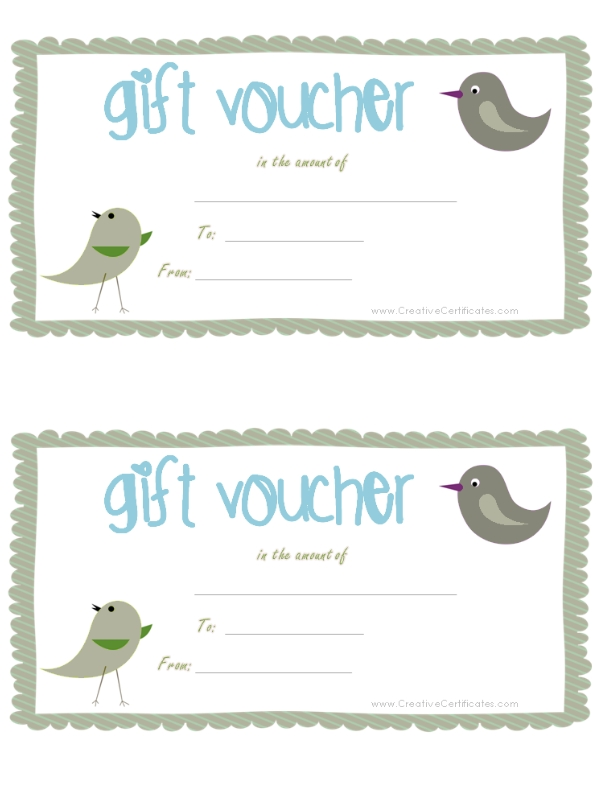 gift voucher
in the amount of
To:
From:
www.CreativeCertificates.com
gift voucher
in the amount of
To:
From:
www.CreativeCertificates.com